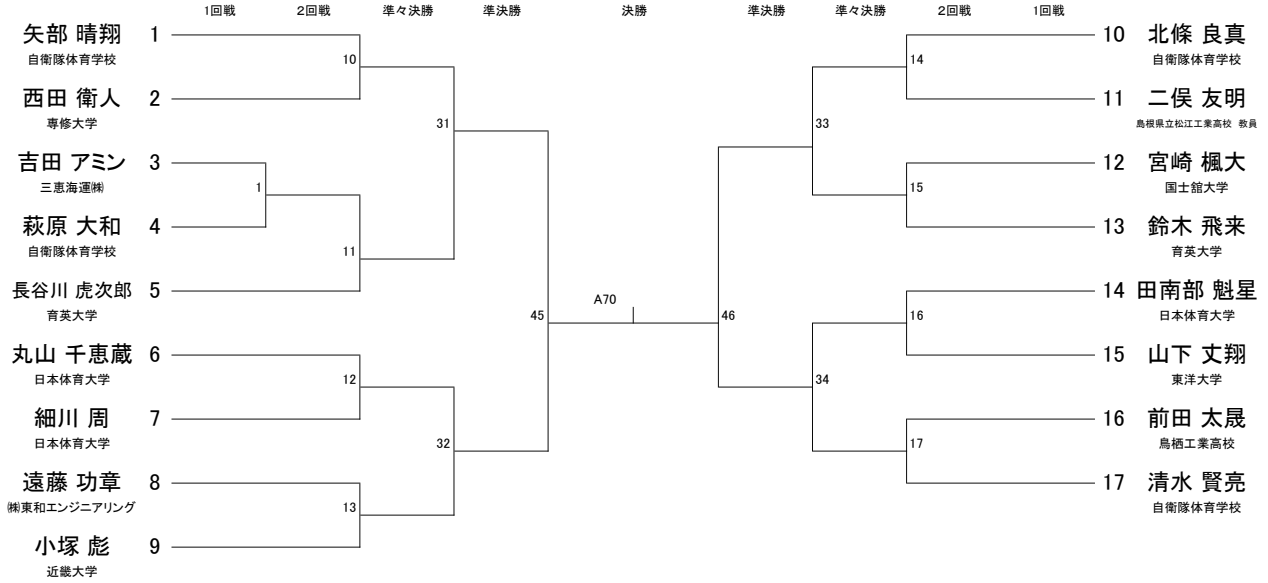 1回戦 2回戦 準々決勝 準決勝 決勝 準決勝 準々決勝 2回戦 1回戦
矢部 晴翔 1
自衛隊体育学校
10
西田 衛人 2
専修大学
31
吉田 アミン 3
三恵海運㈱
1
萩原 大和 4
自衛隊体育学校
11
長谷川 虎次郎 5
育英大学
45
丸山 千恵蔵 6
日本体育大学
12
細川 周 7
日本体育大学
32
遠藤 功章 8
㈱東和エンジニアリング
13
小塚 彪 9
近畿大学
A70
10 北條 良真
自衛隊体育学校
14
11 二俣 友明
島根県立松江工業高校 教員
33
12 宮崎 楓大
国士舘大学
15
13 鈴木 飛来
育英大学
46
14 田南部 魁星
日本体育大学
16
15 山下 丈翔
東洋大学
34
16 前田 太晟
鳥栖工業高校
17
17 清水 賢亮
自衛隊体育学校